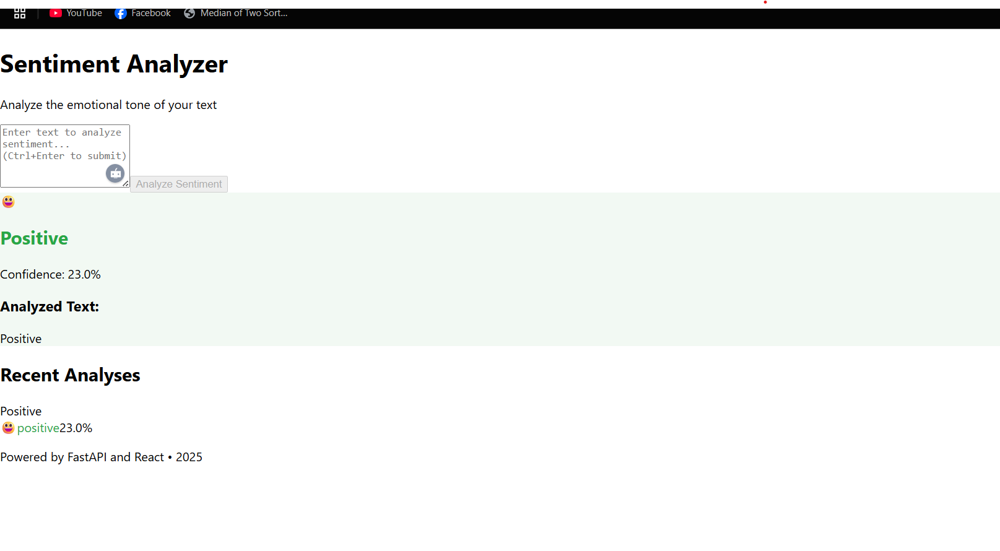 YouTube Facebook Median of Two Sort...
Sentiment Analyzer
Analyze the emotional tone of your text
Enter text to analyze
sentiment...
(Ctrl+Enter to submit)
Analyze Sentiment
Positive
Confidence: 23.0%
Analyzed Text:
Positive
Recent Analyses
Positive
positive23.0%
Powered by FastAPI and React • 2025